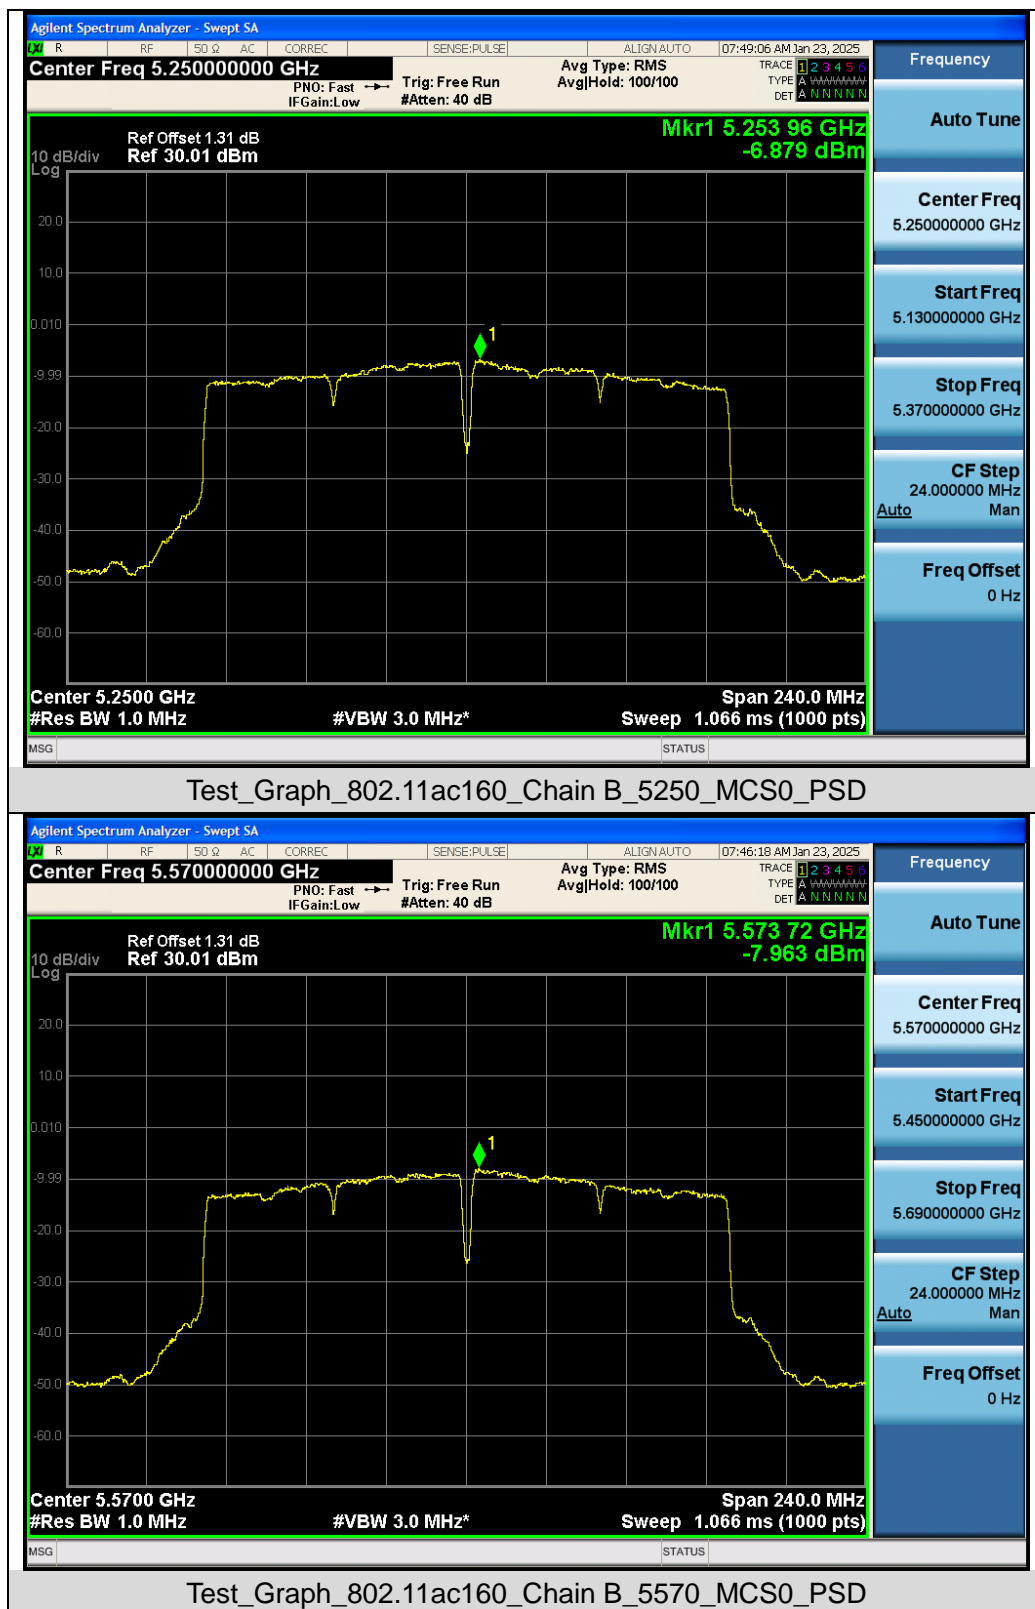 Agilent Spectrum Analyzer - Swept SA
LXI R RF 50 Ω AC CORREC SENSE:PULSE ALIGN AUTO 07:49:06 AM Jan 23, 2025
Center Freq 5.250000000 GHz
PNO: Fast
IFGain:Low
Trig: Free Run
#Atten: 40 dB
Avg Type: RMS
Avg|Hold: 100/100
TRACE 1 2 3 4 5 6
TYPE A WWWWW
DET A N N N N N
Frequency
Auto Tune
Center Freq
5.250000000 GHz
Start Freq
5.130000000 GHz
Stop Freq
5.370000000 GHz
CF Step
24.000000 MHz
Auto Man
Freq Offset
0 Hz
Mkr1 5.253 96 GHz
-6.879 dBm
Ref Offset 1.31 dB
10 dB/div Ref 30.01 dBm
Log
20.0
10.0
0.010
-9.99
-20.0
-30.0
-40.0
-50.0
-60.0
1
Center 5.2500 GHz Span 240.0 MHz
#Res BW 1.0 MHz #VBW 3.0 MHz* Sweep 1.066 ms (1000 pts)
MSG STATUS
Test_Graph_802.11ac160_Chain B_5250_MCS0_PSD
Agilent Spectrum Analyzer - Swept SA
LXI R RF 50 Ω AC CORREC SENSE:PULSE ALIGN AUTO 07:46:18 AM Jan 23, 2025
Center Freq 5.570000000 GHz
PNO: Fast
IFGain:Low
Trig: Free Run
#Atten: 40 dB
Avg Type: RMS
Avg|Hold: 100/100
TRACE 1 2 3 4 5 6
TYPE A WWWWW
DET A N N N N N
Frequency
Auto Tune
Center Freq
5.570000000 GHz
Start Freq
5.450000000 GHz
Stop Freq
5.690000000 GHz
CF Step
24.000000 MHz
Auto Man
Freq Offset
0 Hz
Mkr1 5.573 72 GHz
-7.963 dBm
Ref Offset 1.31 dB
10 dB/div Ref 30.01 dBm
Log
20.0
10.0
0.010
-9.99
-20.0
-30.0
-40.0
-50.0
-60.0
1
Center 5.5700 GHz Span 240.0 MHz
#Res BW 1.0 MHz #VBW 3.0 MHz* Sweep 1.066 ms (1000 pts)
MSG STATUS
Test_Graph_802.11ac160_Chain B_5570_MCS0_PSD